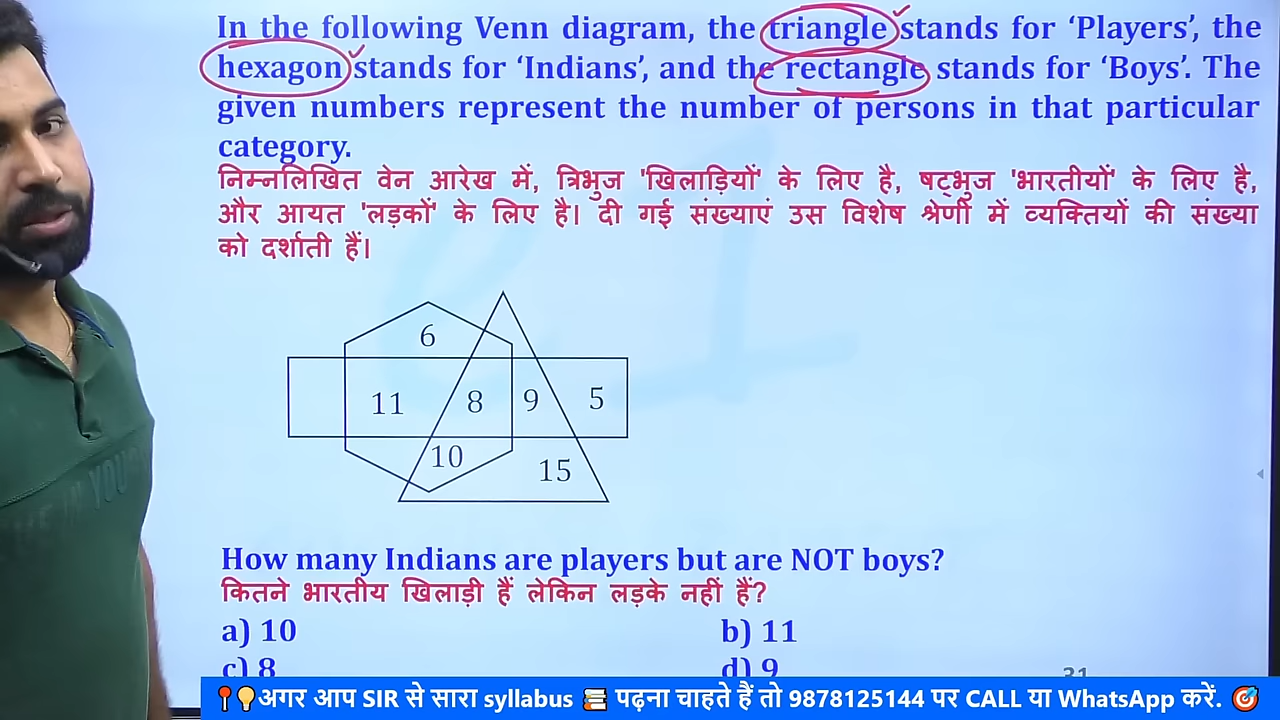 In the following Venn diagram, the triangle stands for ‘Players’, the
hexagon stands for ‘Indians’, and the rectangle stands for ‘Boys’. The
given numbers represent the number of persons in that particular
category.
निम्नलिखित वेन आरेख में, त्रिभुज 'खिलाड़ियों' के लिए है, षट्भुज 'भारतीयों' के लिए है,
और आयत 'लड़कों' के लिए है। दी गई संख्याएं उस विशेष श्रेणी में व्यक्तियों की संख्या
को दर्शाती हैं।
6
11 8 9 5
10 15
How many Indians are players but are NOT boys?
कितने भारतीय खिलाड़ी हैं लेकिन लड़के नहीं हैं?
a) 10 b) 11
c) 8 d) 9
31
अगर आप SIR से सारा syllabus पढ़ना चाहते हैं तो 9878125144 पर CALL या WhatsApp करें.